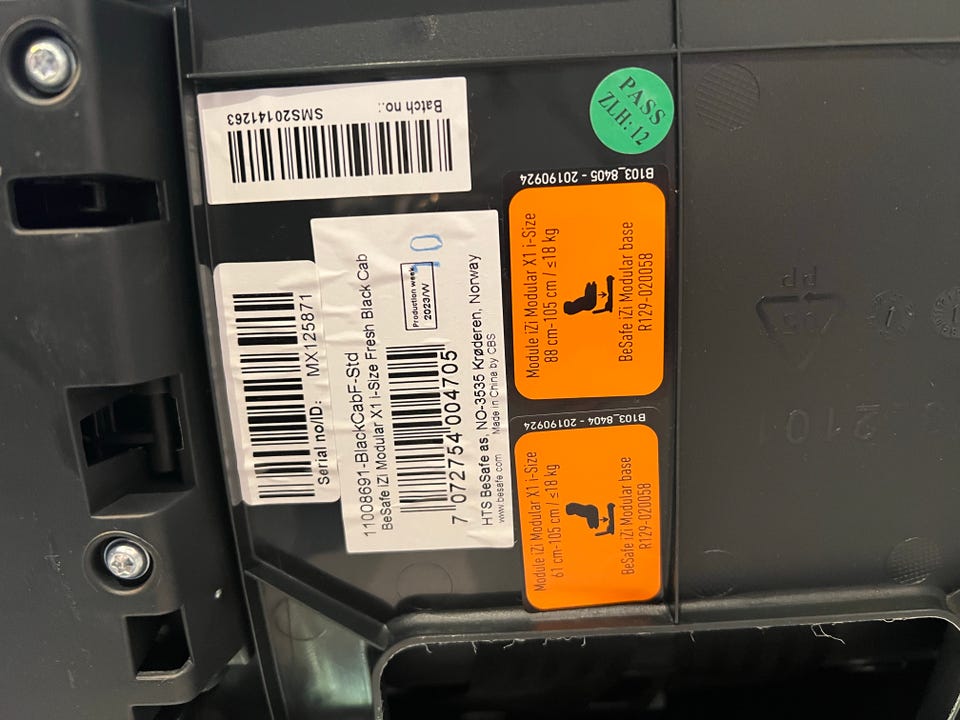 Batch no.:
SMS20141263
PASS
ZLH: 12
Serial no/ID: MX125871
11008691-BlackCabF-Std
BeSafe iZi Modular X1 i-Size Fresh Black Cab
Production week
2023/W 10
7 072754 004705
HTS BeSafe as, NO-3535 Krøderen, Norway
www.besafe.com Made in China by CBS
B103_8405 - 20190924
Module iZi Modular X1 i-Size
88 cm-105 cm / ≤18 kg
BeSafe iZi Modular base
R129-020058
B103_8404 - 20190924
Module iZi Modular X1 i-Size
61 cm-105 cm / ≤18 kg
BeSafe iZi Modular base
R129-020058
PP